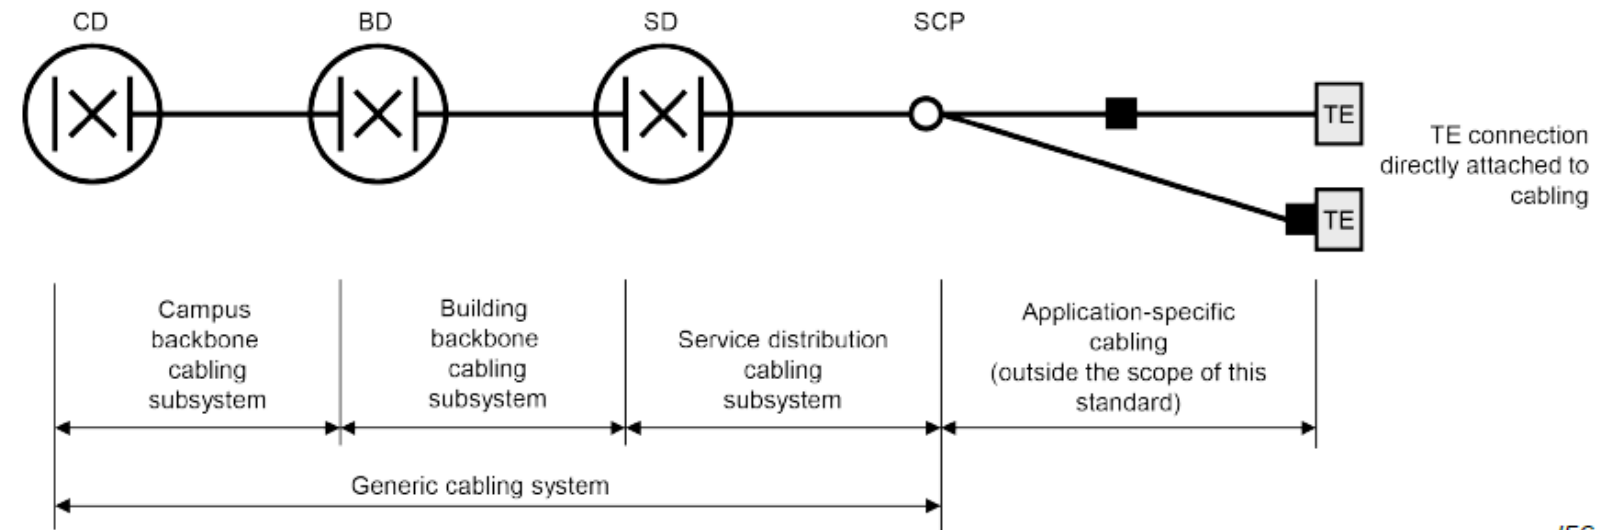 CD
BD
SD
SCP
TE
TE connection
directly attached to
cabling
TE
Campus
backbone
cabling
subsystem
Building
backbone
cabling
subsystem
Service distribution
cabling
subsystem
Application-specific
cabling
(outside the scope of this
standard)
Generic cabling system